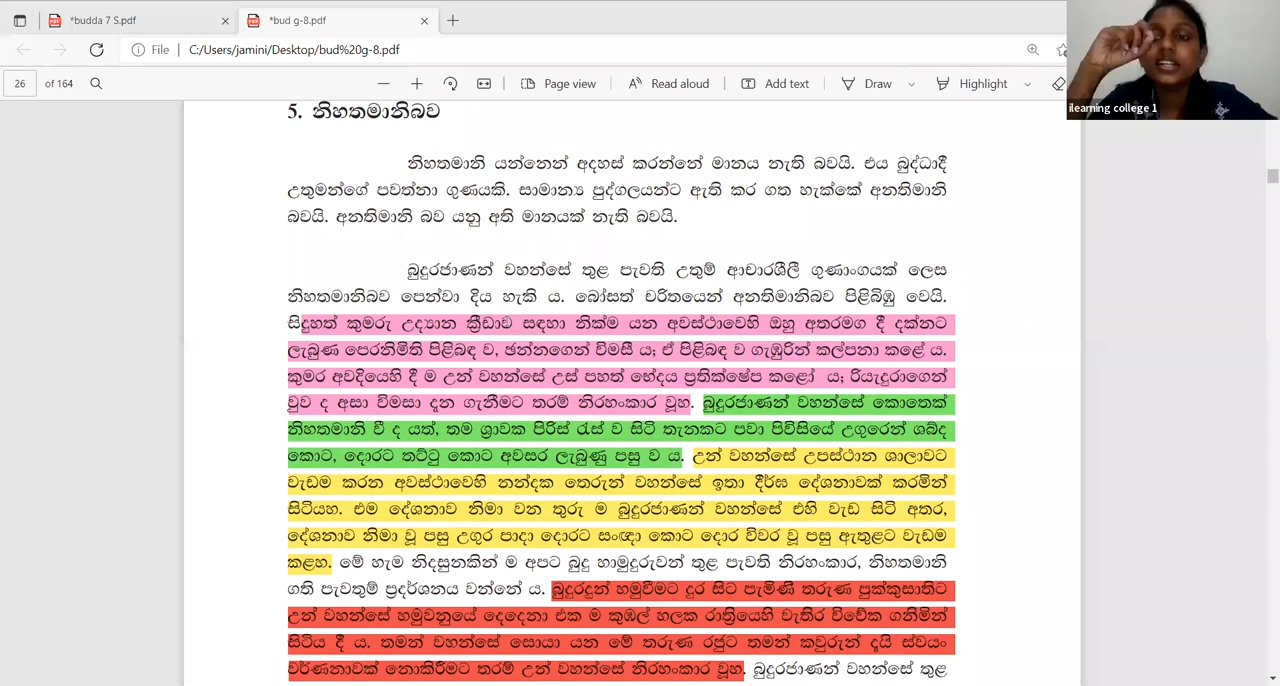 *budda 7 S.pdf
*bud g-8.pdf
File
C:/Users/jamini/Desktop/bud%20g-8.pdf
26 of 164
Page view
Read aloud
Add text
Draw
Highlight
ilearning college 1
5. නිහතමානිබව
නිහතමානි යන්නෙන් අදහස් කරන්නේ මානය නැති බවයි. එය බුද්ධාදී
උතුමන්ගේ පවත්නා ගුණයකි. සාමාන්‍ය පුද්ගලයන්ට ඇති කර ගත හැක්කේ අනතිමානි
බවයි. අනතිමානි බව යනු අති මානයක් නැති බවයි.
බුදුරජාණන් වහන්සේ තුළ පැවති උතුම් ආචාරශීලී ගුණාංගයක් ලෙස
නිහතමානිබව පෙන්වා දිය හැකි ය. බෝසත් චරිතයෙන් අනතිමානිබව පිළිබිඹු වෙයි.
සිදුහත් කුමරු උද්‍යාන ක්‍රීඩාව සඳහා නික්ම යන අවස්ථාවෙහි ඔහු අතරමග දී දක්නට
ලැබුණ පෙරනිමිති පිළිබඳ ව, ඡන්නගෙන් විමසී ය; ඒ පිළිබඳ ව ගැඹුරින් කල්පනා කළේ ය.
කුමර අවදියෙහි දී ම උන් වහන්සේ උස් පහත් භේදය ප්‍රතික්ෂේප කළෝ ය; රියැදුරාගෙන්
වුව ද අසා විමසා දැන ගැනීමට තරම් නිරහංකාර වූහ. බුදුරජාණන් වහන්සේ කොතෙක්
නිහතමානි වී ද යත්, තම ශ්‍රාවක පිරිස් රැස් ව සිටි තැනකට පවා පිවිසියේ උගුරෙන් ශබ්ද
කොට, දොරට තට්ටු කොට අවසර ලැබුණු පසු ව ය. උන් වහන්සේ උපස්ථාන ශාලාවට
වැඩම කරන අවස්ථාවෙහි නන්දක තෙරුන් වහන්සේ ඉතා දීර්ඝ දේශනාවක් කරමින්
සිටියහ. එම දේශනාව නිමා වන තුරු ම බුදුරජාණන් වහන්සේ එහි වැඩ සිටි අතර,
දේශනාව නිමා වූ පසු උගුර පාදා දොරට සංඥා කොට දොර විවර වූ පසු ඇතුළට වැඩම
කළහ. මේ හැම නිදසුනකින් ම අපට බුදු හාමුදුරුවන් තුළ පැවති නිරහංකාර, නිහතමානි
ගති පැවතුම් ප්‍රදර්ශනය වන්නේ ය. බුදුරදුන් හමුවීමට දුර සිට පැමිණි තරුණ පුක්කුසාතිට
උන් වහන්සේ හමුවනුයේ දෙදෙනා එක ම කුඹල් හලක රාත්‍රියෙහි වැතිර විවේක ගනිමින්
සිටිය දී ය. තමන් වහන්සේ සොයා යන මේ තරුණ රජුට තමන් කවුරුන් දැයි ස්වයං
වර්ණනාවක් නොකිරීමට තරම් උන් වහන්සේ නිරහංකාර වූහ. බුදුරජාණන් වහන්සේ තුළ